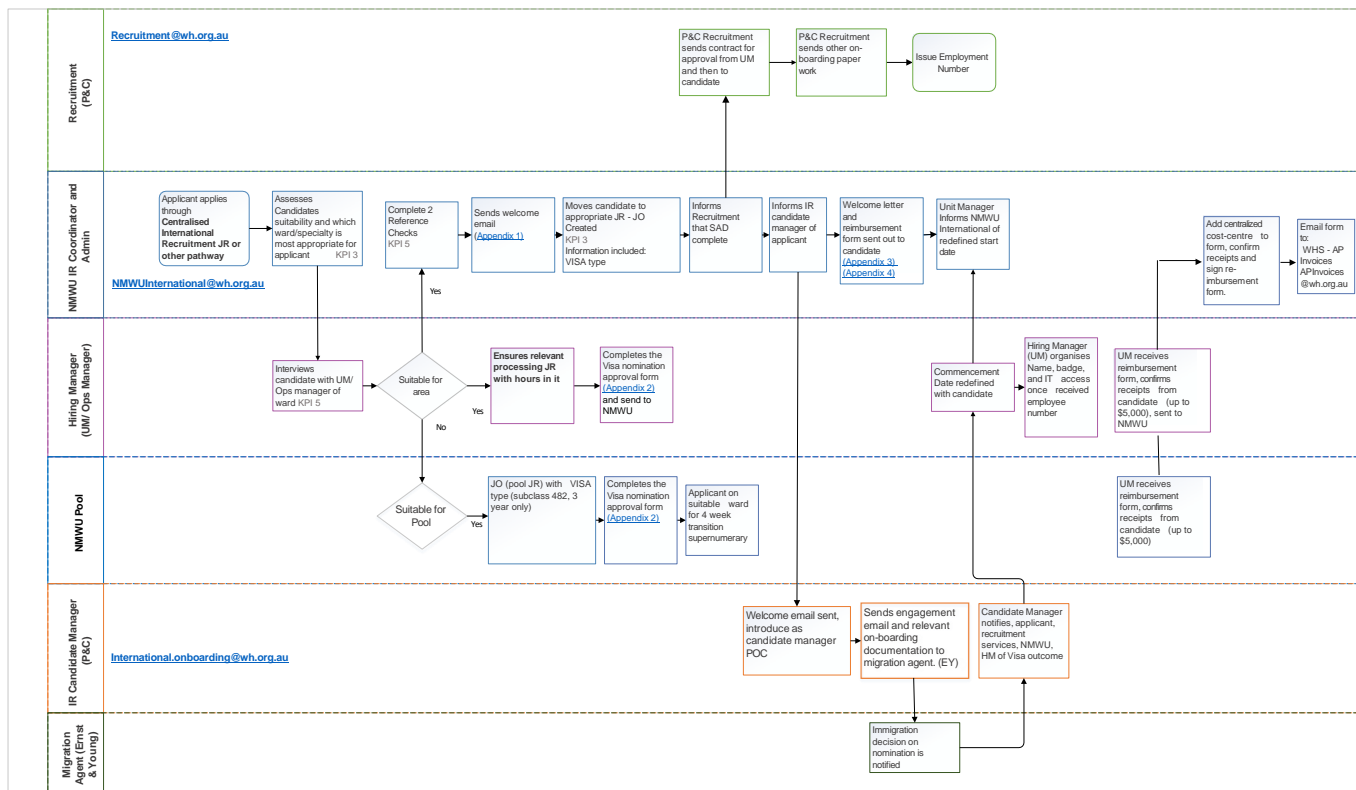 Recruitment
(P&C)
Recruitment@wh.org.au
P&C Recruitment
sends contract for
approval from UM
and then to
candidate
P&C Recruitment
sends other on-
boarding paper
work
Issue Employment
Number
NMWU IR Coordinator and
Admin
Applicant applies
through
Centralised
International
Recruitment JR or
other pathway
Assesses
Candidates
suitability and which
ward/specialty is
most appropriate for
applicant KPI 3
Complete 2
Reference
Checks
KPI 5
Sends welcome
email
(Appendix 1)
Moves candidate to
appropriate JR - JO
Created
KPI 3
Information included:
VISA type
Informs
Recruitment
that SAD
complete
Informs IR
candidate
manager of
applicant
Welcome letter
and
reimbursement
form sent out to
candidate
(Appendix 3)
(Appendix 4)
Unit Manager
Informs NMWU
International of
redefined start
date
Add centralized
cost-centre to
form, confirm
receipts and
sign re-
imbursement
form.
Email form
to:
WHS - AP
Invoices
APInvoices
@wh.org.au
NMWUInternational@wh.org.au
Yes
Hiring Manager
(UM/ Ops Manager)
Interviews
candidate with UM/
Ops manager of
ward KPI 5
Suitable for
area
Yes
No
Ensures relevant
processing JR
with hours in it
Completes the
Visa nomination
approval form
(Appendix 2)
and send to
NMWU
Commencement
Date redefined
with candidate
Hiring Manager
(UM) organises
Name, badge,
and IT access
once received
employee
number
UM receives
reimbursement
form, confirms
receipts from
candidate (up to
$5,000), sent to
NMWU
NMWU Pool
Suitable for
Pool
Yes
JO (pool JR) with VISA
type (subclass 482, 3
year only)
Completes the
Visa nomination
approval form
(Appendix 2)
Applicant on
suitable ward
for 4 week
transition
supernumerary
UM receives
reimbursement
form, confirms
receipts from
candidate (up to
$5,000)
IR Candidate Manager
(P&C)
International.onboarding@wh.org.au
Welcome email sent,
introduce as
candidate manager
POC
Sends engagement
email and relevant
on-boarding
documentation to
migration agent. (EY)
Candidate Manager
notifies, applicant,
recruitment
services, NMWU,
HM of Visa outcome
Migration
Agent (Ernst
& Young)
Immigration
decision on
nomination is
notified